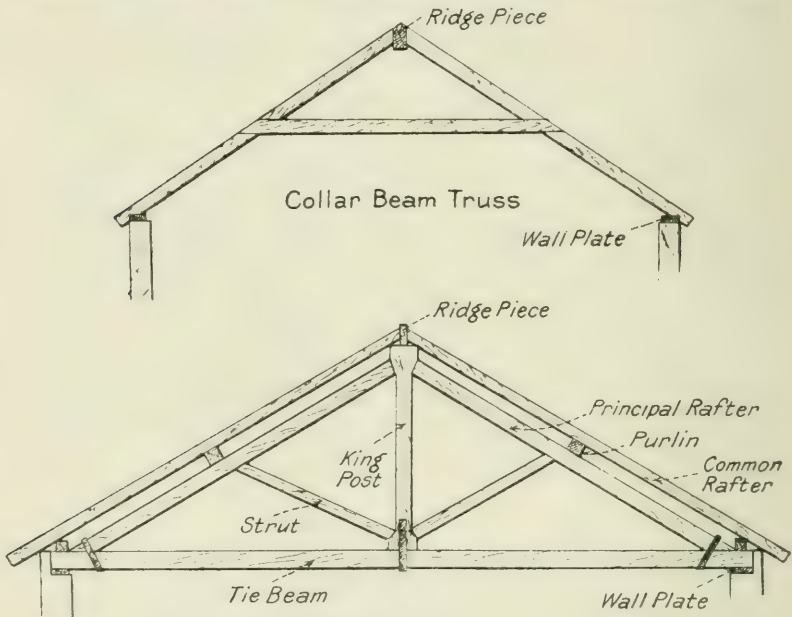 Ridge Piece
Collar Beam Truss
Wall Plate
Ridge Piece
Principal Rafter
Purlin
King
Post
Common
Rafter
Strut
Tie Beam
Wall Plate